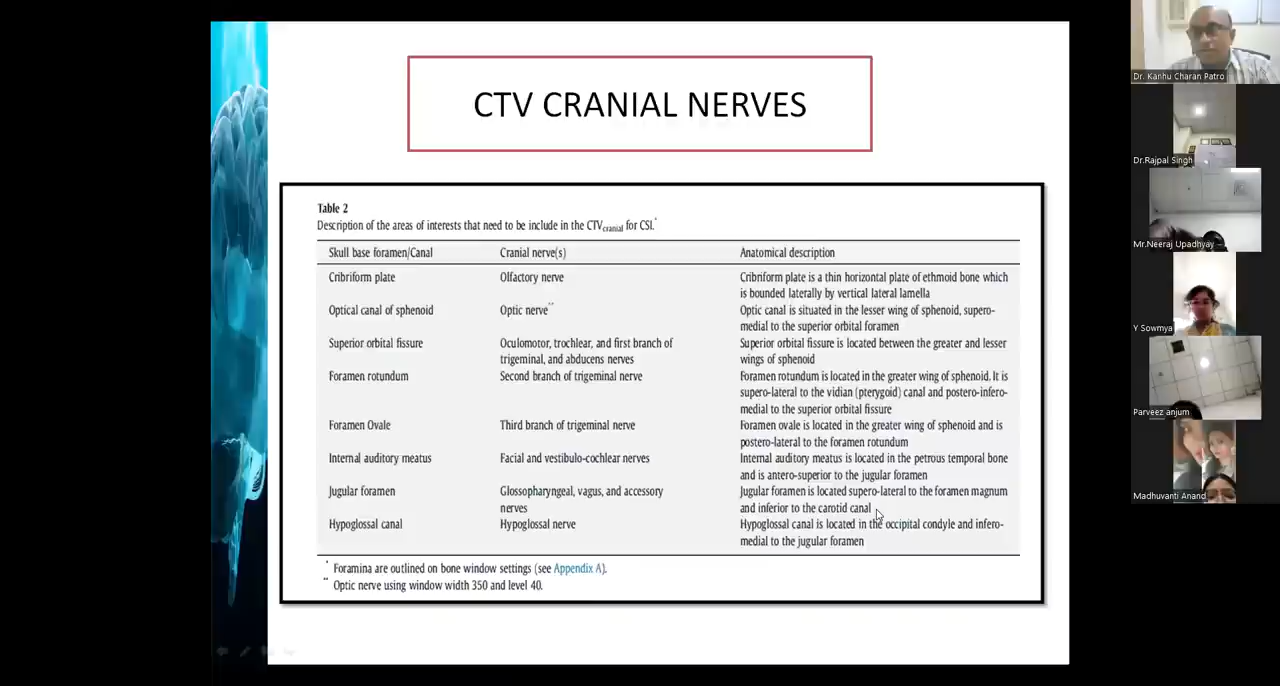 CTV CRANIAL NERVES
Table 2
Description of the areas of interests that need to be include in the CTVcranial for CSI.*
Skull base foramen/Canal Cranial nerve(s) Anatomical description
Cribriform plate Olfactory nerve Cribriform plate is a thin horizontal plate of ethmoid bone which
is bounded laterally by vertical lateral lamella
Optical canal of sphenoid Optic nerve** Optic canal is situated in the lesser wing of sphenoid, supero-
medial to the superior orbital foramen
Superior orbital fissure Oculomotor, trochlear, and first branch of Superior orbital fissure is located between the greater and lesser
trigeminal, and abducens nerves wings of sphenoid
Foramen rotundum Second branch of trigeminal nerve Foramen rotundum is located in the greater wing of sphenoid. It is
supero-lateral to the vidian (pterygoid) canal and postero-infero-
medial to the superior orbital fissure
Foramen Ovale Third branch of trigeminal nerve Foramen ovale is located in the greater wing of sphenoid and is
postero-lateral to the foramen rotundum
Internal auditory meatus Facial and vestibulo-cochlear nerves Internal auditory meatus is located in the petrous temporal bone
and is antero-superior to the jugular foramen
Jugular foramen Glossopharyngeal, vagus, and accessory Jugular foramen is located supero-lateral to the foramen magnum
nerves and inferior to the carotid canal
Hypoglossal canal Hypoglossal nerve Hypoglossal canal is located in the occipital condyle and infero-
medial to the jugular foramen
* Foramina are outlined on bone window settings (see Appendix A).
** Optic nerve using window width 350 and level 40.
Dr. Kanhu Charan Patro
Dr.Rajpal Singh
Mr.Neeraj Upadhyay
Y Sowmya
Parveez anjum
Madhuvanti Anand